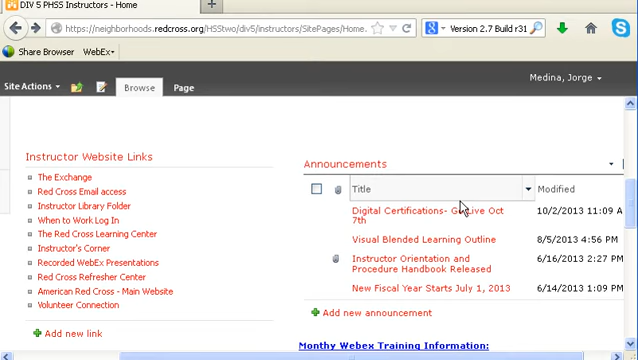 DIV 5 PHSS Instructors - Home
https://neighborhoods.redcross.org/HSStwo/div5/instructors/SitePages/Home.
Version 2.7 Build r31
Share Browser WebEx
Medina, Jorge
Site Actions Browse Page
Instructor Website Links
The Exchange
Red Cross Email access
Instructor Library Folder
When to Work Log In
The Red Cross Learning Center
Instructor's Corner
Recorded WebEx Presentations
Red Cross Refresher Center
American Red Cross - Main Website
Volunteer Connection
Add new link
Announcements
Title Modified
Digital Certifications- Live Oct 10/2/2013 11:09 A
7th
Visual Blended Learning Outline 8/5/2013 4:56 PM
Instructor Orientation and 6/16/2013 2:27 PM
Procedure Handbook Released
New Fiscal Year Starts July 1, 2013 6/14/2013 1:09 PM
Add new announcement
Monthy Webex Training Information: